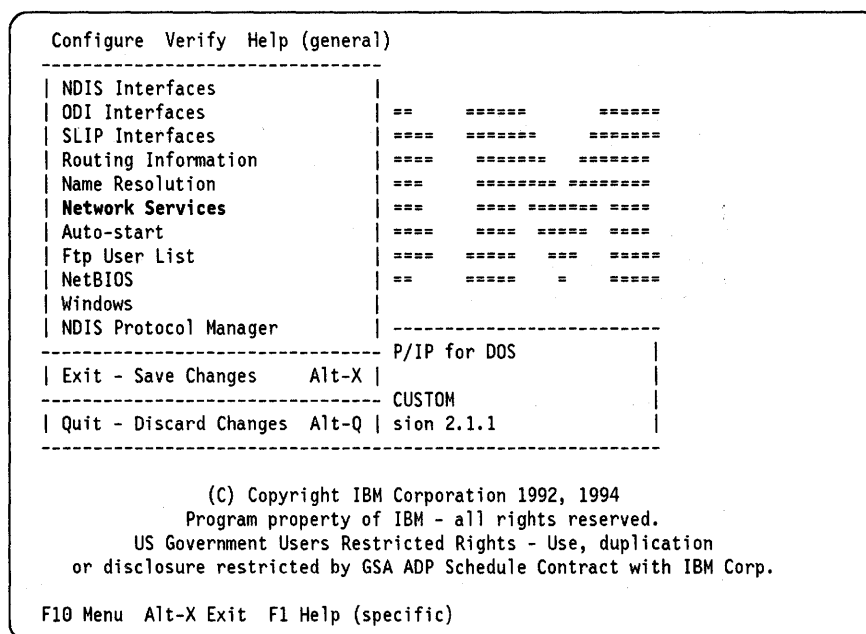 Configure  Verify  Help (general)
----------------------------------
| NDIS Interfaces                |
| ODI Interfaces                 | ==     ======        ======
| SLIP Interfaces                | ====   =======      =======
| Routing Information            | ====    =======   =======
| Name Resolution                | ===     ======== ========
| Network Services               | ===     ==== ======= ====
| Auto-start                     | ====    ====  =====  ====
| Ftp User List                  | ====   =====   ===   =====
| NetBIOS                        | ==     =====    =    =====
| Windows                        |
| NDIS Protocol Manager          | --------------------------
---------------------------------- P/IP for DOS             |
| Exit - Save Changes      Alt-X |                          |
---------------------------------- CUSTOM                   |
| Quit - Discard Changes  Alt-Q | sion 2.1.1               |
-------------------------------------------------------------
(C) Copyright IBM Corporation 1992, 1994
Program property of IBM - all rights reserved.
US Government Users Restricted Rights - Use, duplication
or disclosure restricted by GSA ADP Schedule Contract with IBM Corp.
F10 Menu  Alt-X Exit  F1 Help (specific)